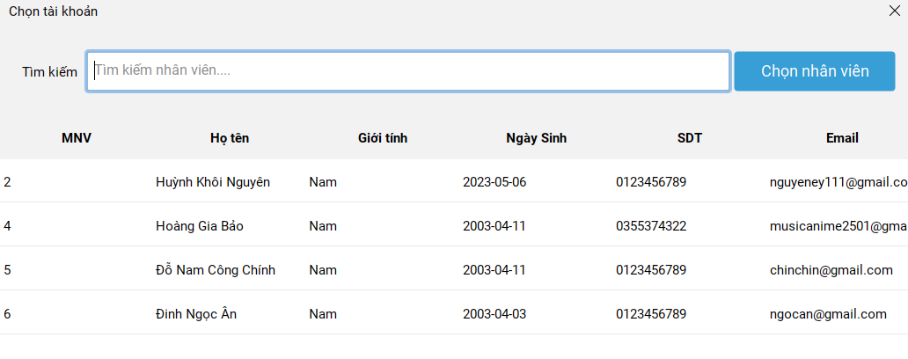 Chọn tài khoản
Tìm kiếm Tìm kiếm nhân viên.... Chọn nhân viên
MNV Họ tên Giới tính Ngày Sinh SDT Email
2 Huỳnh Khôi Nguyên Nam 2023-05-06 0123456789 nguyeney111@gmail.co
4 Hoàng Gia Bảo Nam 2003-04-11 0355374322 musicanime2501@gma
5 Đỗ Nam Công Chính Nam 2003-04-11 0123456789 chinchin@gmail.com
6 Đinh Ngọc Ân Nam 2003-04-03 0123456789 ngocan@gmail.com